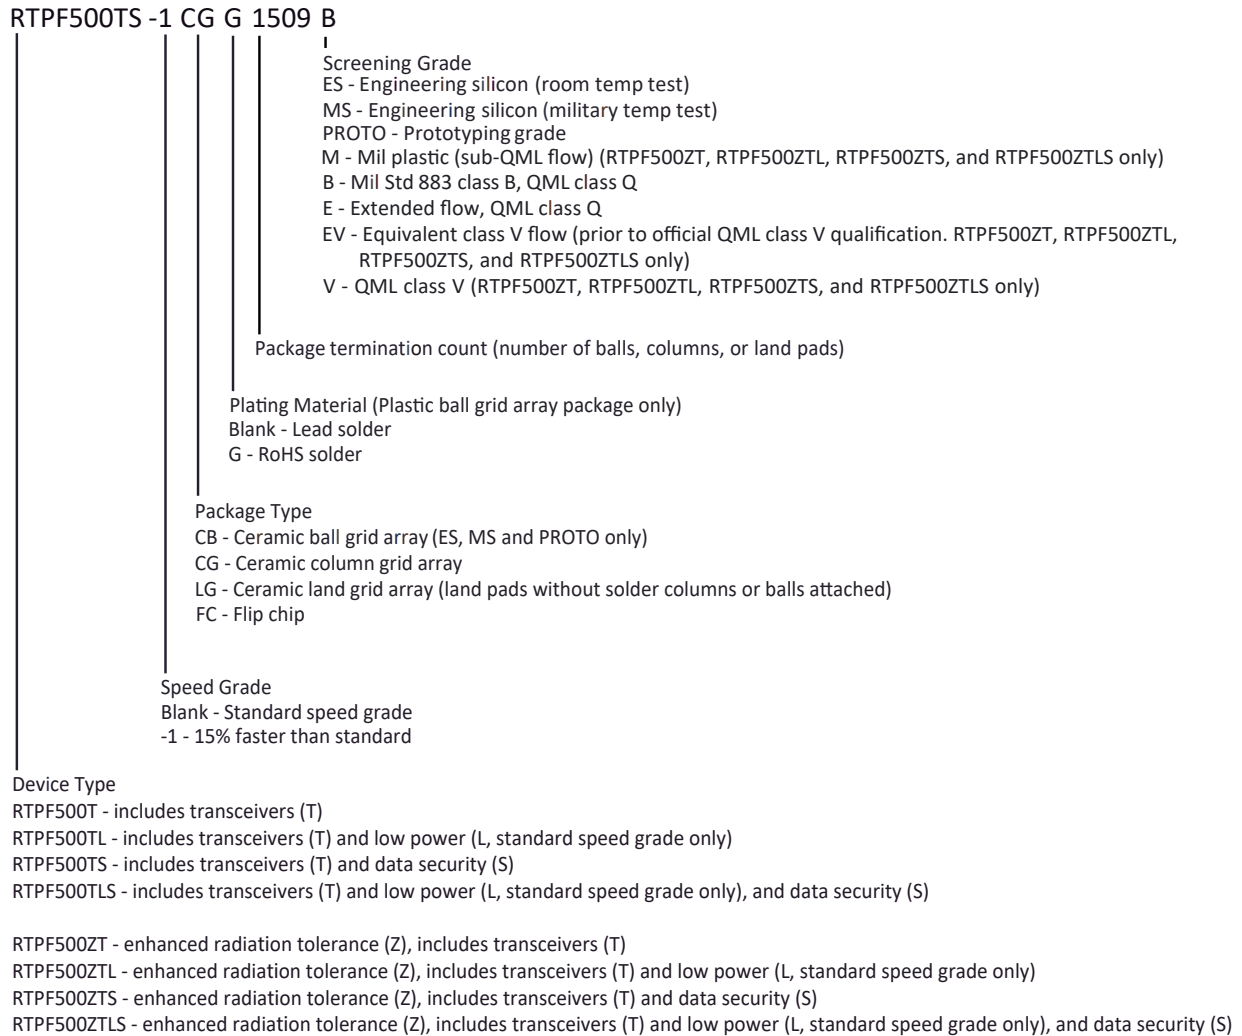 RTPF500TS -1 CG G 1509 B
Screening Grade
ES - Engineering silicon (room temp test)
MS - Engineering silicon (military temp test)
PROTO - Prototyping grade
M - Mil plastic (sub-QML flow) (RTPF500ZT, RTPF500ZTL, RTPF500ZTS, and RTPF500ZTLS only)
B - Mil Std 883 class B, QML class Q
E - Extended flow, QML class Q
EV - Equivalent class V flow (prior to official QML class V qualification. RTPF500ZT, RTPF500ZTL,
RTPF500ZTS, and RTPF500ZTLS only)
V - QML class V (RTPF500ZT, RTPF500ZTL, RTPF500ZTS, and RTPF500ZTLS only)
Package termination count (number of balls, columns, or land pads)
Plating Material (Plastic ball grid array package only)
Blank - Lead solder
G - RoHS solder
Package Type
CB - Ceramic ball grid array (ES, MS and PROTO only)
CG - Ceramic column grid array
LG - Ceramic land grid array (land pads without solder columns or balls attached)
FC - Flip chip
Speed Grade
Blank - Standard speed grade
-1 - 15% faster than standard
Device Type
RTPF500T - includes transceivers (T)
RTPF500TL - includes transceivers (T) and low power (L, standard speed grade only)
RTPF500TS - includes transceivers (T) and data security (S)
RTPF500TLS - includes transceivers (T) and low power (L, standard speed grade only), and data security (S)
RTPF500ZT - enhanced radiation tolerance (Z), includes transceivers (T)
RTPF500ZTL - enhanced radiation tolerance (Z), includes transceivers (T) and low power (L, standard speed grade only)
RTPF500ZTS - enhanced radiation tolerance (Z), includes transceivers (T) and data security (S)
RTPF500ZTLS - enhanced radiation tolerance (Z), includes transceivers (T) and low power (L, standard speed grade only), and data security (S)